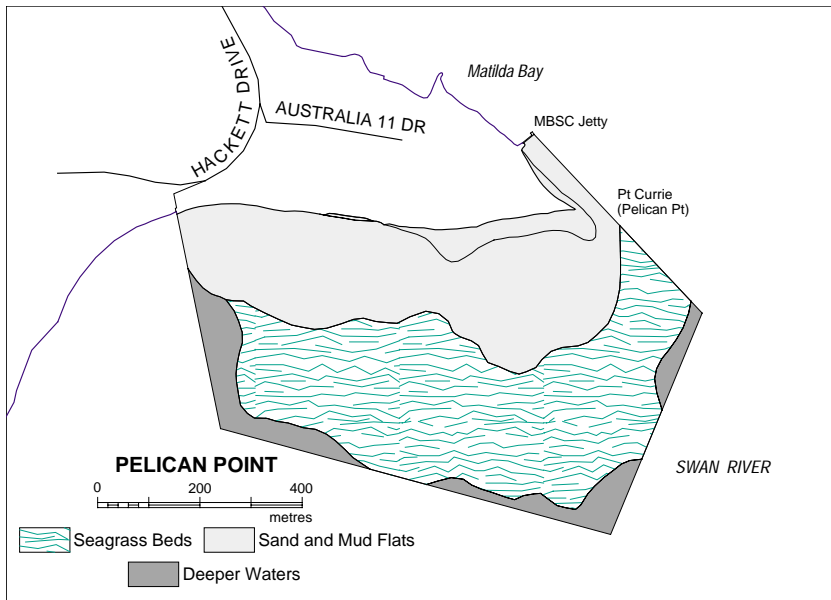 Matilda Bay
HACKETT DRIVE
AUSTRALIA 11 DR
MBSC Jetty
Pt Currie
(Pelican Pt)
PELICAN POINT
0 200 400
metres
SWAN RIVER
Seagrass Beds
Sand and Mud Flats
Deeper Waters